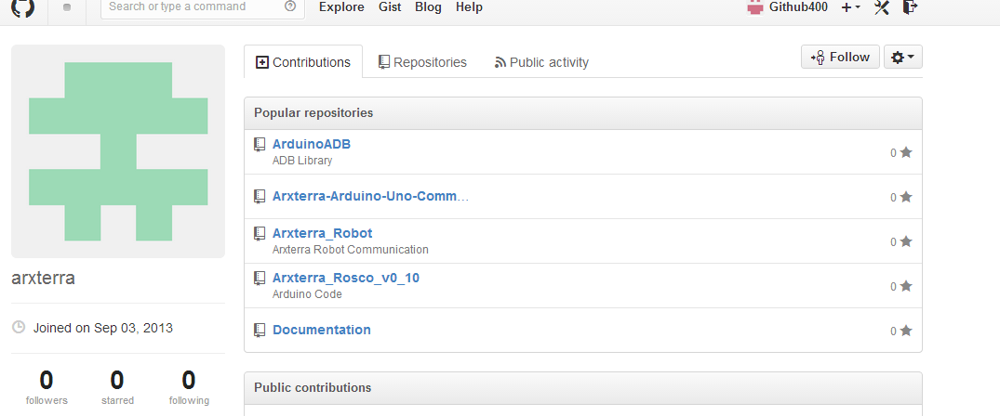 Search or type a command
Explore Gist Blog Help
Github400
Contributions Repositories Public activity
Follow
Popular repositories
ArduinoADB
ADB Library
0
Arxterra-Arduino-Uno-Comm...
0
Arxterra_Robot
Arxterra Robot Communication
0
Arxterra_Rosco_v0_10
Arduino Code
0
Documentation
0
Public contributions
arxterra
Joined on Sep 03, 2013
0 0 0
followers starred following